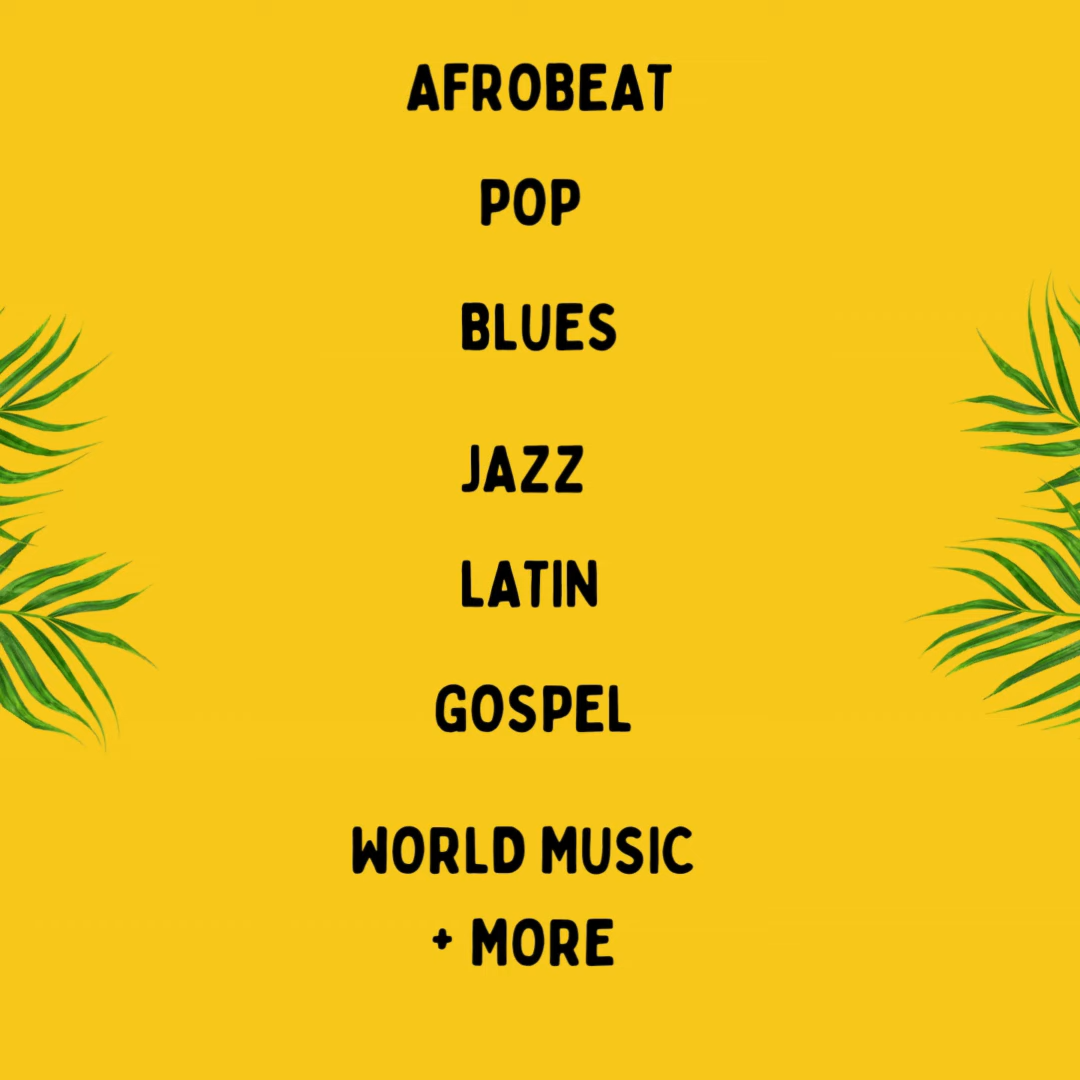 AFROBEAT
POP
BLUES
JAZZ
LATIN
GOSPEL
WORLD MUSIC
+ MORE